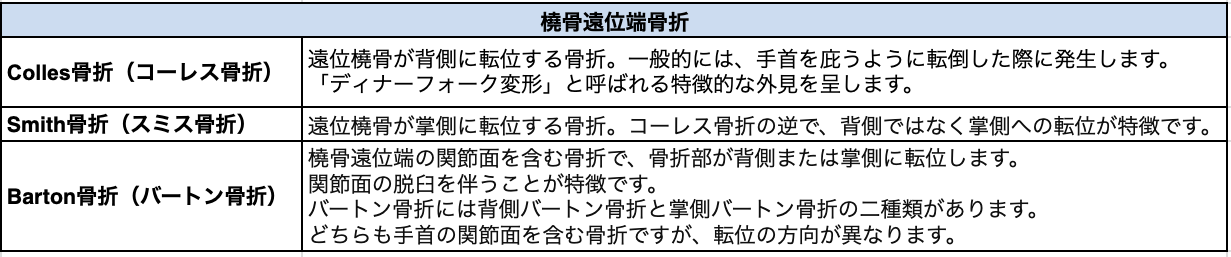 橈骨遠位端骨折
Colles骨折（コーレス骨折）
遠位橈骨が背側に転位する骨折。一般的には、手首を庇うように転倒した際に発生します。
「ディナーフォーク変形」と呼ばれる特徴的な外見を呈します。
Smith骨折（スミス骨折）
遠位橈骨が掌側に転位する骨折。コーレス骨折の逆で、背側ではなく掌側への転位が特徴です。
Barton骨折（バートン骨折）
橈骨遠位端の関節面を含む骨折で、骨折部が背側または掌側に転位します。
関節面の脱臼を伴うことが特徴です。
バートン骨折には背側バートン骨折と掌側バートン骨折の二種類があります。
どちらも手首の関節面を含む骨折ですが、転位の方向が異なります。